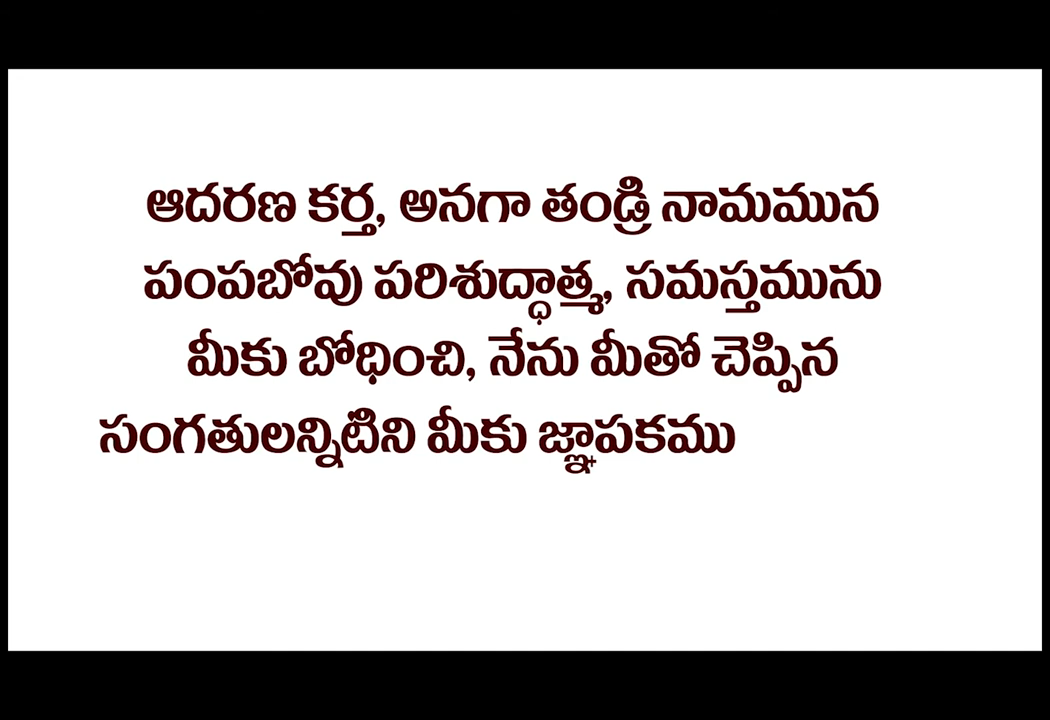 ఆదరణ కర్త, అనగా తండ్రి నామమున
పంపబోవు పరిశుద్ధాత్మ, సమస్తమును
మీకు బోధించి, నేను మీతో చెప్పిన
సంగతులన్నిటిని మీకు జ్ఞాపకము